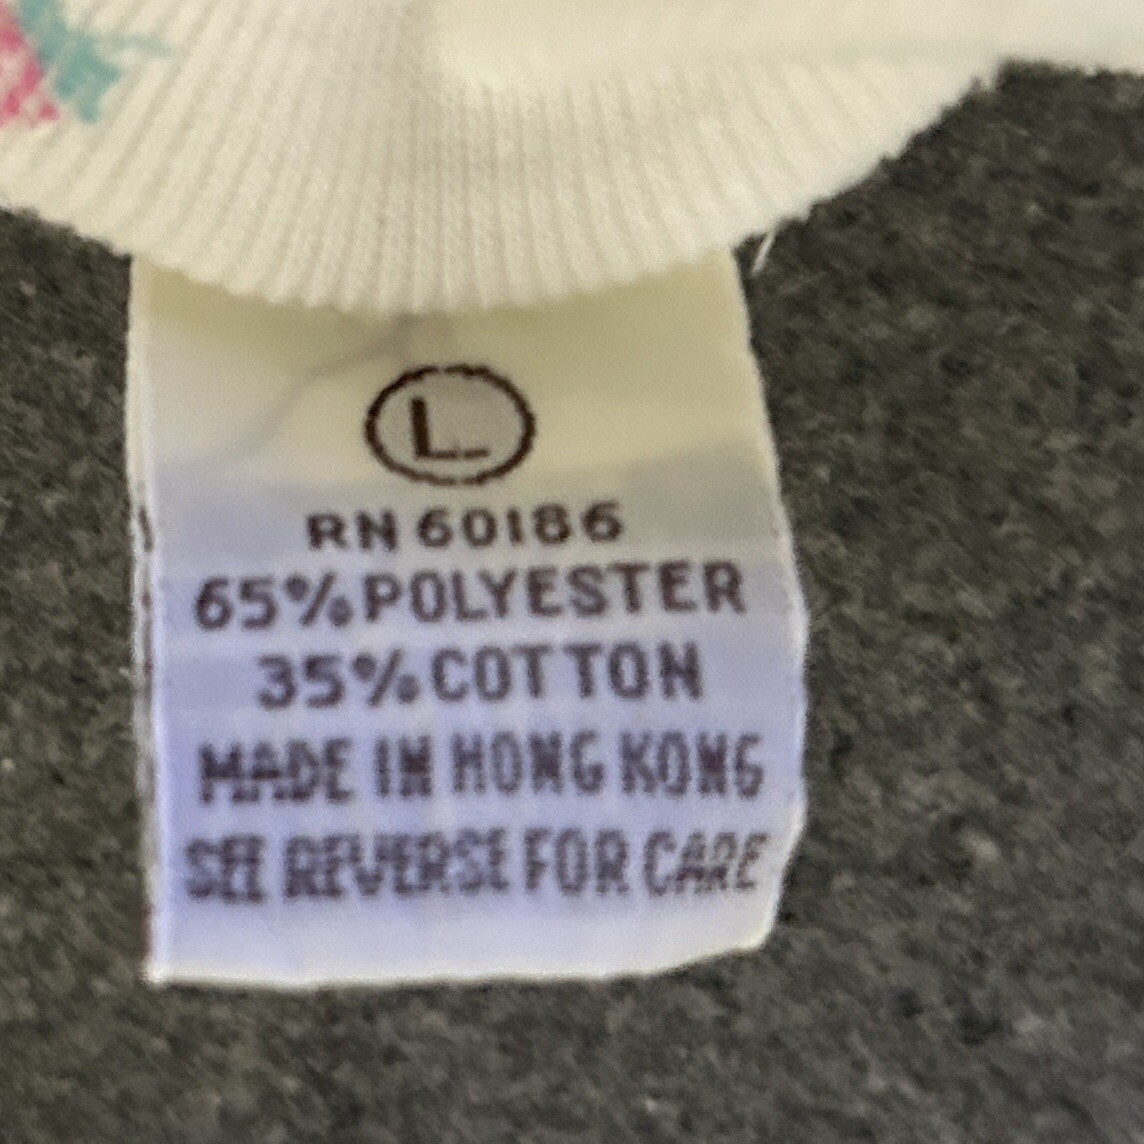 L
RN 60186
65% POLYESTER
35% COTTON
MADE IN HONG KONG
SEE REVERSE FOR CARE